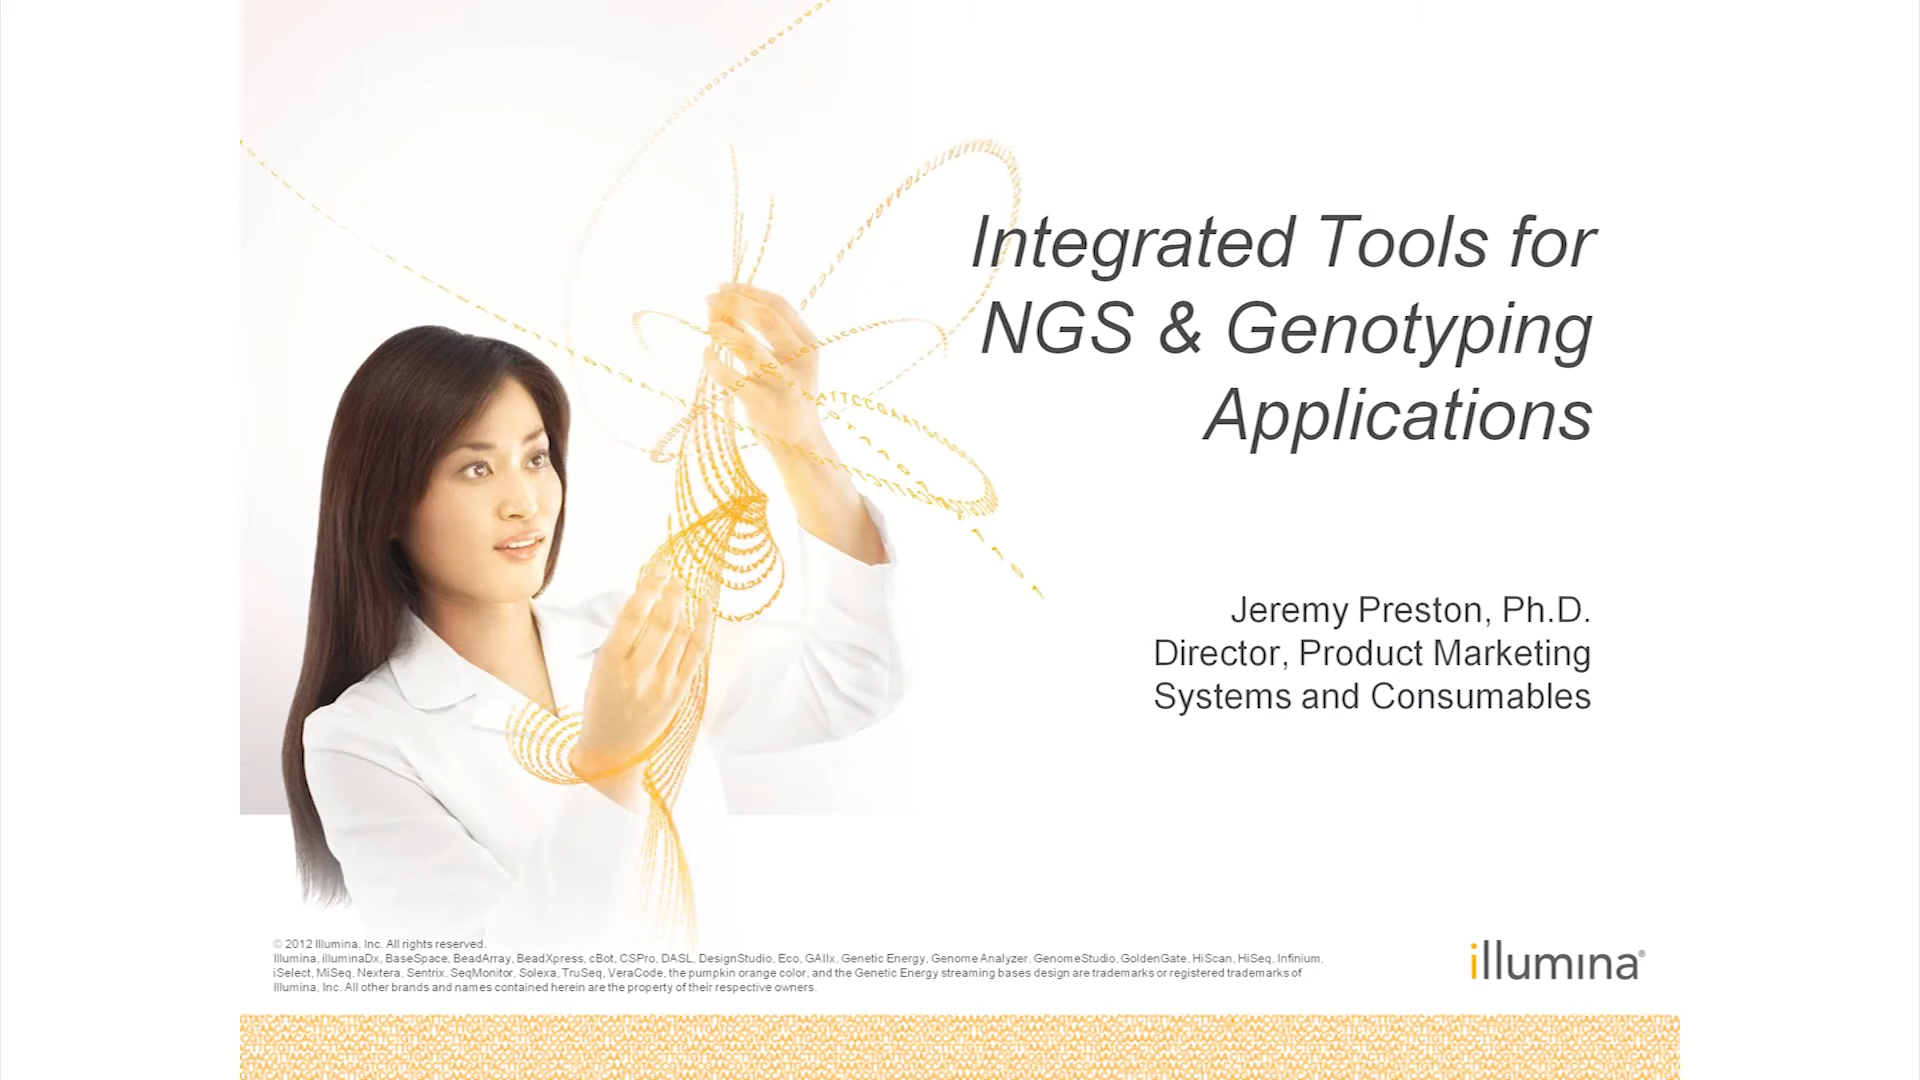 Integrated Tools for
NGS & Genotyping
Applications
Jeremy Preston, Ph.D.
Director, Product Marketing
Systems and Consumables
© 2012 Illumina, Inc. All rights reserved.
Illumina, illuminaDx, BaseSpace, BeadArray, BeadXpress, cBot, CSPro, DASL, DesignStudio, Eco, GAIIx, Genetic Energy, Genome Analyzer, GenomeStudio, GoldenGate, HiScan, HiSeq, Infinium,
iSelect, MiSeq, Nextera, Sentrix, SeqMonitor, Solexa, TruSeq, VeraCode, the pumpkin orange color, and the Genetic Energy streaming bases design are trademarks or registered trademarks of
Illumina, Inc. All other brands and names contained herein are the property of their respective owners.
illumina®